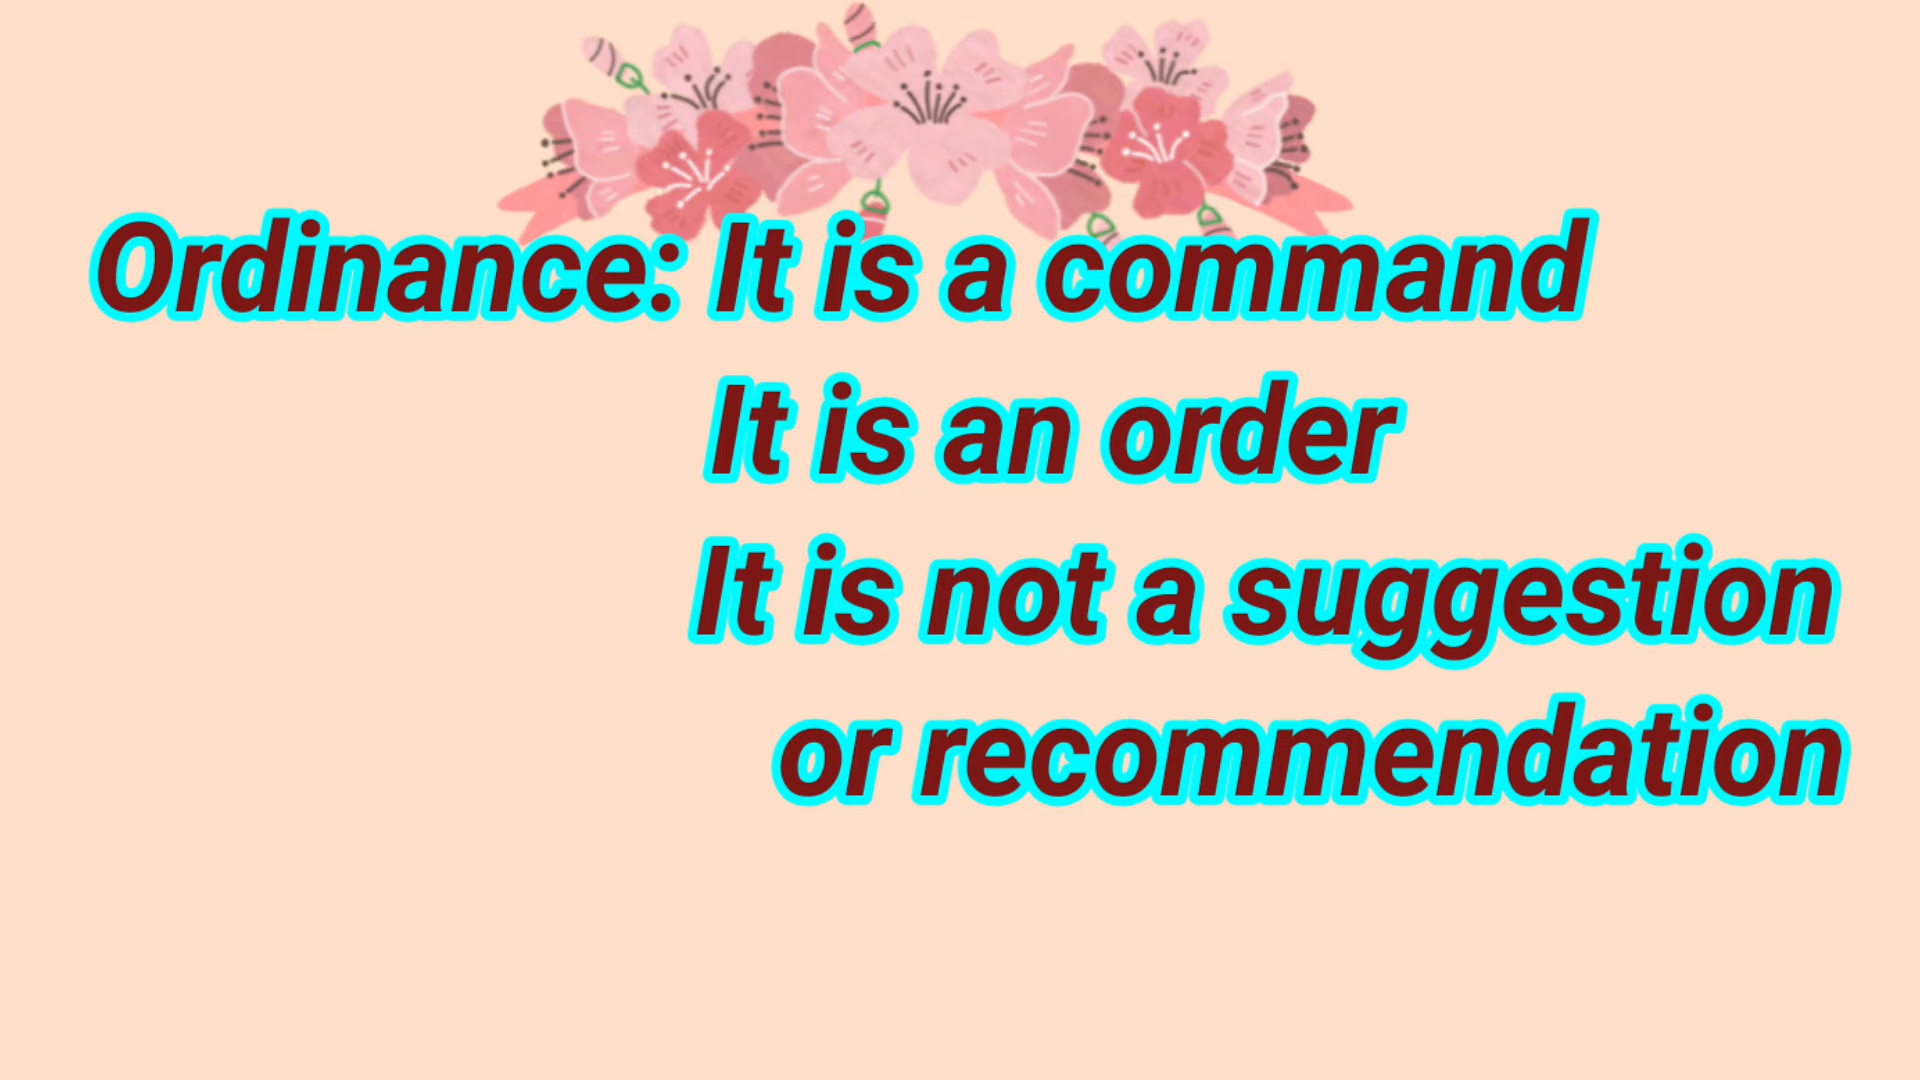 Ordinance: It is a command
It is an order
It is not a suggestion
or recommendation